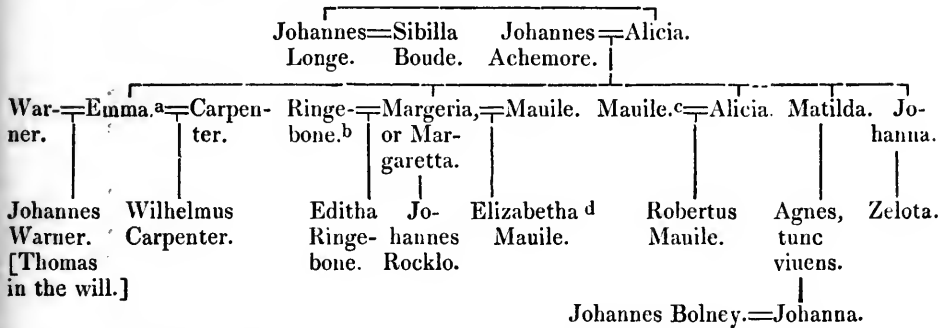 Johannes=Sibilla Johannes=Alicia.
Longe. Boude. Achemore.
War-=Emma.ª=Carpen- Ringe-=Margeria,=Mauile. Mauile.ᶜ=Alicia. Matilda. Jo-
ner. ter. bone.ᵇ or Mar- hanna.
garetta.
Johannes Wilhelmus Editha Jo- Elizabetha ᵈ Robertus Agnes, Zelota.
Warner. Carpenter. Ringe- hannes Mauile. Mauile. tunc
[Thomas bone. Rocklo. viuens.
in the will.]
Johannes Bolney.=Johanna.